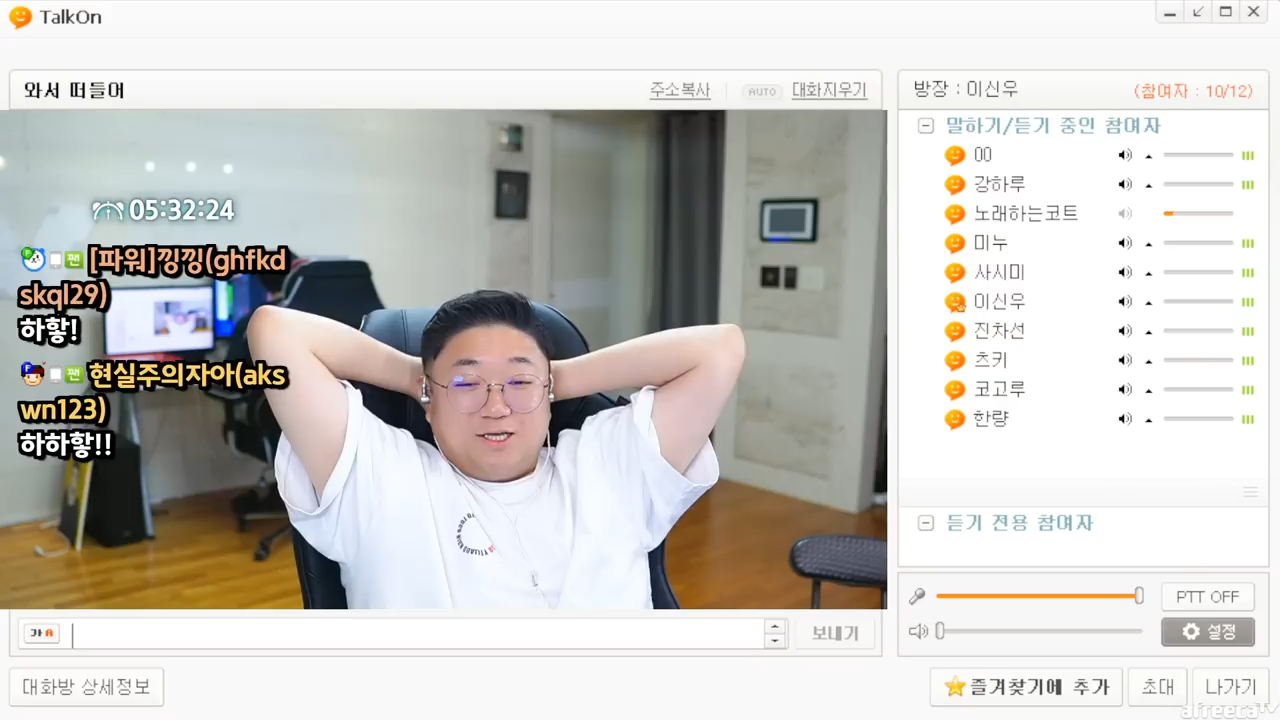 TalkOn
와서 떠들어
주소복사
AUTO
대화지우기
05:32:24
팬 [파워]낑낑(ghfkd
skql29)
하핳!
팬 현실주의자아(aks
wn123)
하하핳!!
가A
보내기
대화방 상세정보
방장 : 이신우
(참여자 : 10/12)
말하기/듣기 중인 참여자
00
강하루
노래하는코트
미누
사시미
이신우
진차선
츠키
코고루
한량
듣기 전용 참여자
PTT OFF
설정
즐겨찾기에 추가
초대
나가기
afreecaTV